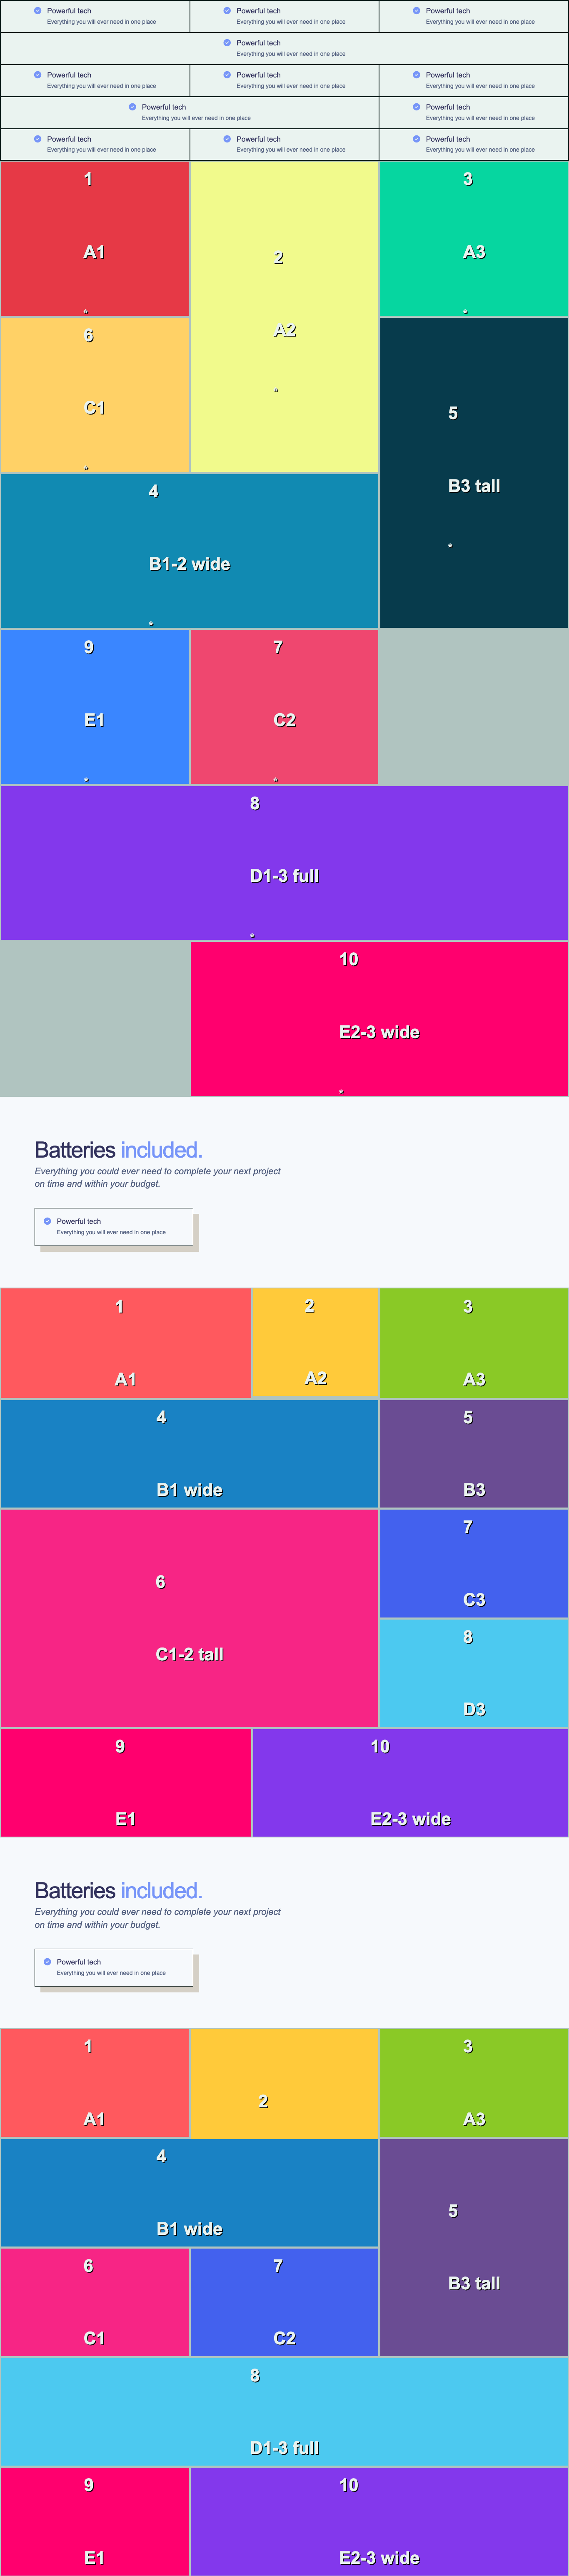 Powerful tech
Everything you will ever need in one place
Powerful tech
Everything you will ever need in one place
Powerful tech
Everything you will ever need in one place
Powerful tech
Everything you will ever need in one place
Powerful tech
Everything you will ever need in one place
Powerful tech
Everything you will ever need in one place
Powerful tech
Everything you will ever need in one place
Powerful tech
Everything you will ever need in one place
Powerful tech
Everything you will ever need in one place
Powerful tech
Everything you will ever need in one place
Powerful tech
Everything you will ever need in one place
Powerful tech
Everything you will ever need in one place
1
A1
*
2
A2
*
3
A3
*
6
C1
*
5
B3 tall
*
4
B1-2 wide
*
9
E1
*
7
C2
*
8
D1-3 full
*
10
E2-3 wide
*
Batteries included.
Everything you could ever need to complete your next project
on time and within your budget.
Powerful tech
Everything you will ever need in one place
1
A1
2
A2
3
A3
4
B1 wide
5
B3
6
C1-2 tall
7
C3
8
D3
9
E1
10
E2-3 wide
Batteries included.
Everything you could ever need to complete your next project
on time and within your budget.
Powerful tech
Everything you will ever need in one place
1
A1
2
3
A3
4
B1 wide
5
B3 tall
6
C1
7
C2
8
D1-3 full
9
E1
10
E2-3 wide